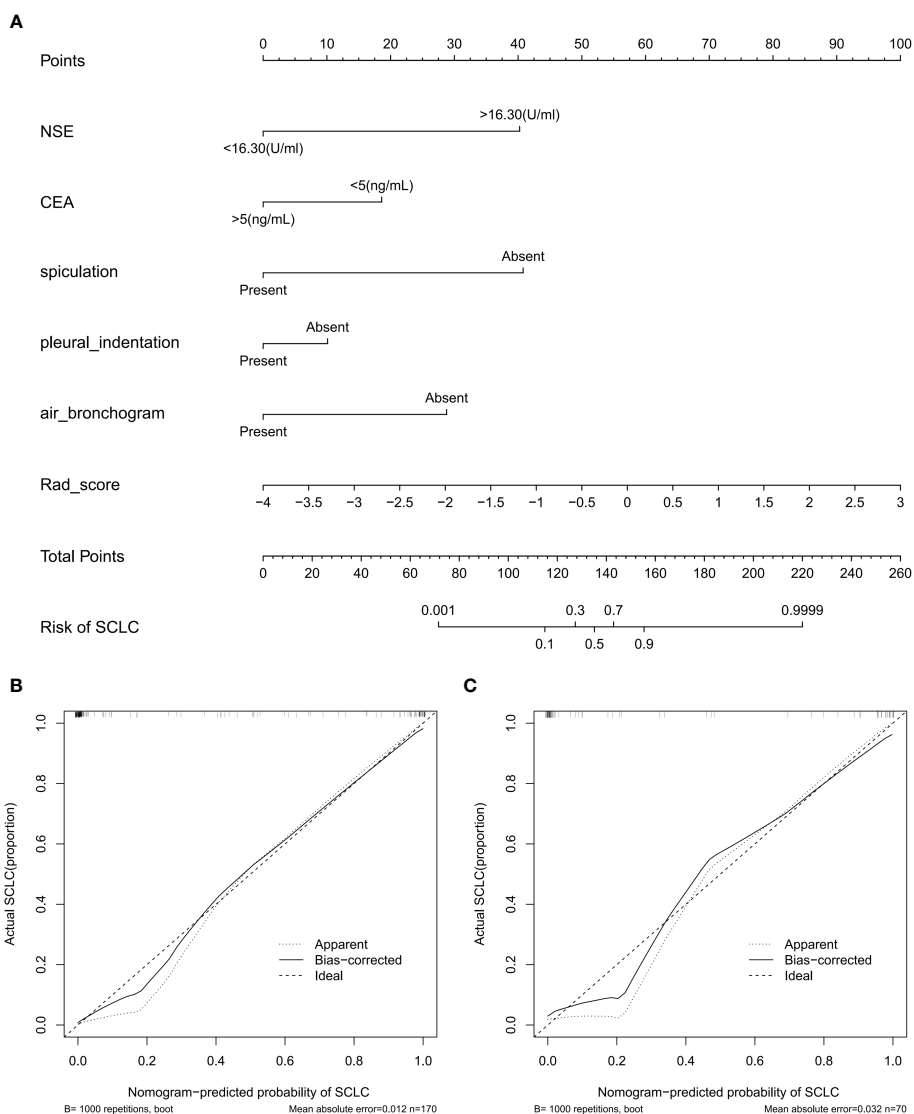 A
Points
0 10 20 30 40 50 60 70 80 90 100
NSE
>16.30(U/ml)
<16.30(U/ml)
CEA
<5(ng/mL)
>5(ng/mL)
spiculation
Absent
Present
pleural_indentation
Absent
Present
air_bronchogram
Absent
Present
Rad_score
−4 −3.5 −3 −2.5 −2 −1.5 −1 −0.5 0 0.5 1 1.5 2 2.5 3
Total Points
0 20 40 60 80 100 120 140 160 180 200 220 240 260
Risk of SCLC
0.001 0.3 0.7 0.9999
0.1 0.5 0.9
B
Actual SCLC(proportion)
1.0
0.8
0.6
0.4
0.2
0.0
Apparent
Bias−corrected
Ideal
0.0 0.2 0.4 0.6 0.8 1.0
Nomogram−predicted probability of SCLC
B= 1000 repetitions, boot Mean absolute error=0.012 n=170
C
Actual SCLC(proportion)
1.0
0.8
0.6
0.4
0.2
0.0
Apparent
Bias−corrected
Ideal
0.0 0.2 0.4 0.6 0.8 1.0
Nomogram−predicted probability of SCLC
B= 1000 repetitions, boot Mean absolute error=0.032 n=70